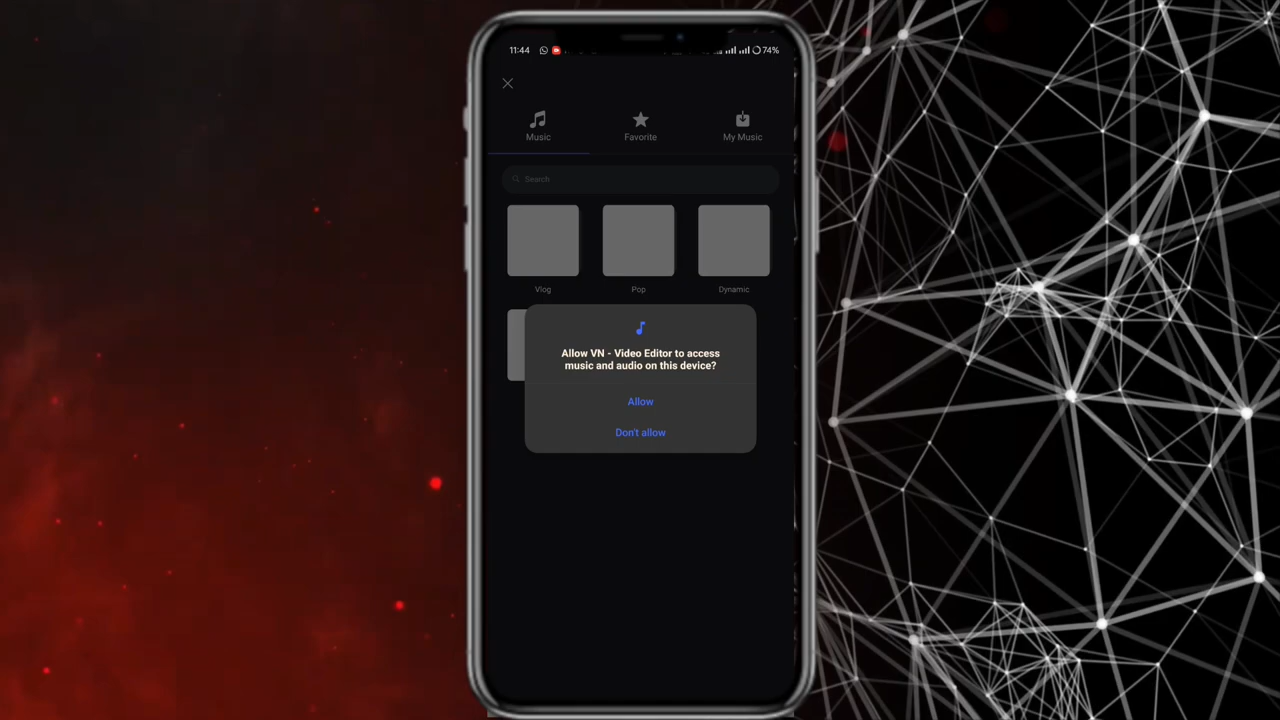 11:44
74%
Music
Favorite
My Music
Search
Vlog
Pop
Dynamic
Allow VN - Video Editor to access
music and audio on this device?
Allow
Don't allow